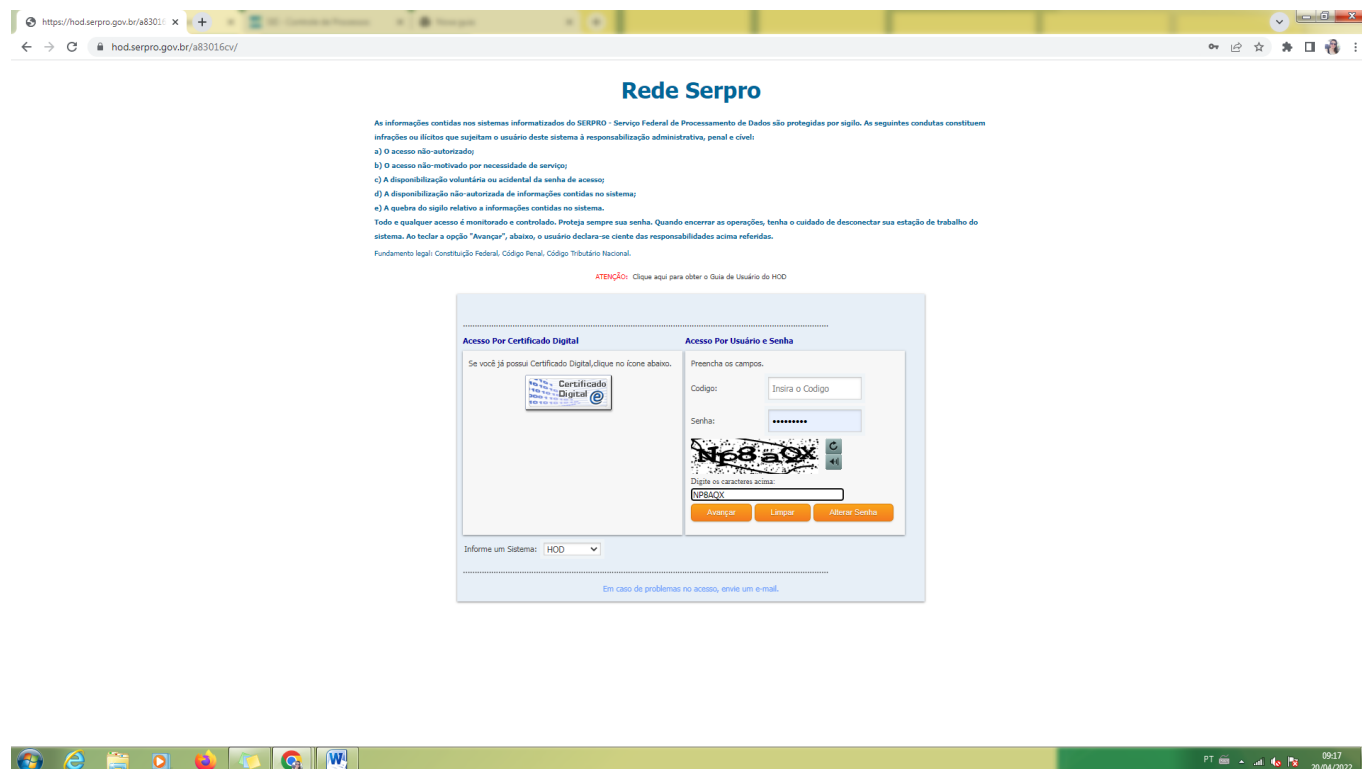 https://hod.serpro.gov.br/a8301
hod.serpro.gov.br/a83016cv/
Rede Serpro
As informações contidas nos sistemas informatizados do SERPRO - Serviço Federal de Processamento de Dados são protegidas por sigilo. As seguintes condutas constituem
infrações ou ilícitos que sujeitam o usuário deste sistema à responsabilização administrativa, penal e cível:
a) O acesso não-autorizado;
b) O acesso não-motivado por necessidade de serviço;
c) A disponibilização voluntária ou acidental da senha de acesso;
d) A disponibilização não-autorizada de informações contidas no sistema;
e) A quebra do sigilo relativo a informações contidas no sistema.
Todo e qualquer acesso é monitorado e controlado. Proteja sempre sua senha. Quando encerrar as operações, tenha o cuidado de desconectar sua estação de trabalho do
sistema. Ao teclar a opção "Avançar", abaixo, o usuário declara-se ciente das responsabilidades acima referidas.
Fundamento legal: Constituição Federal, Código Penal, Código Tributário Nacional.
ATENÇÃO: Clique aqui para obter o Guia de Usuário do HOD
Acesso Por Certificado Digital
Se você já possui Certificado Digital,clique no ícone abaixo.
Certificado
Digital
Acesso Por Usuário e Senha
Preencha os campos.
Codigo: Insira o Codigo
Senha: •••••••••
Np8aQX
Digite os caracteres acima:
NP8AQX
Avançar Limpar Alterar Senha
Informe um Sistema: HOD
Em caso de problemas no acesso, envie um e-mail.
PT 09:17
20/04/2022